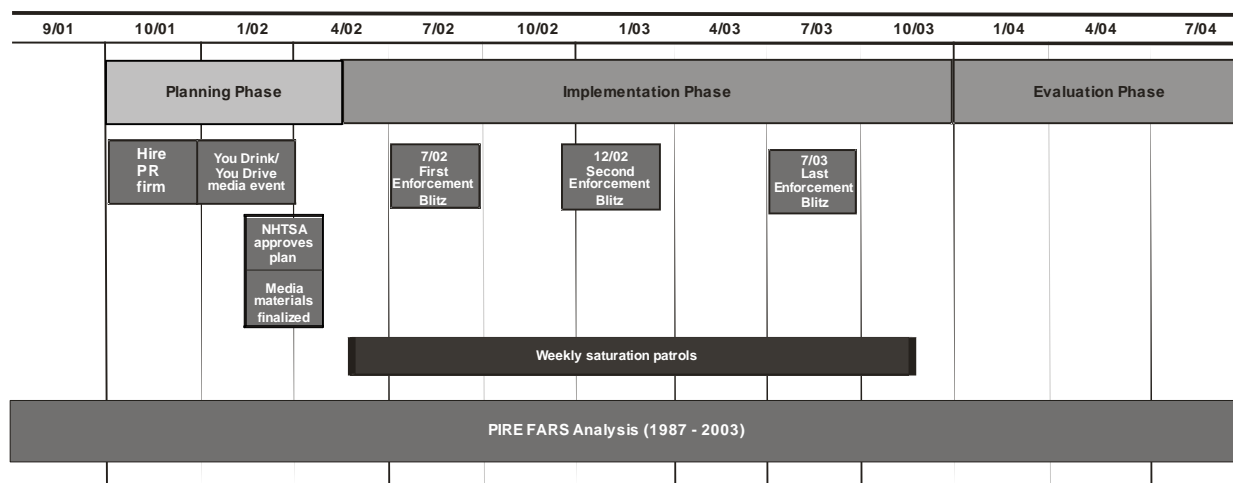 9/01 10/01 1/02 4/02 7/02 10/02 1/03 4/03 7/03 10/03 1/04 4/04 7/04
Planning Phase Implementation Phase Evaluation Phase
Hire
PR
firm
You Drink/
You Drive
media event
7/02
First
Enforcement
Blitz
12/02
Second
Enforcement
Blitz
7/03
Last
Enforcement
Blitz
NHTSA
approves
plan
Media
materials
finalized
Weekly saturation patrols
PIRE FARS Analysis (1987 - 2003)